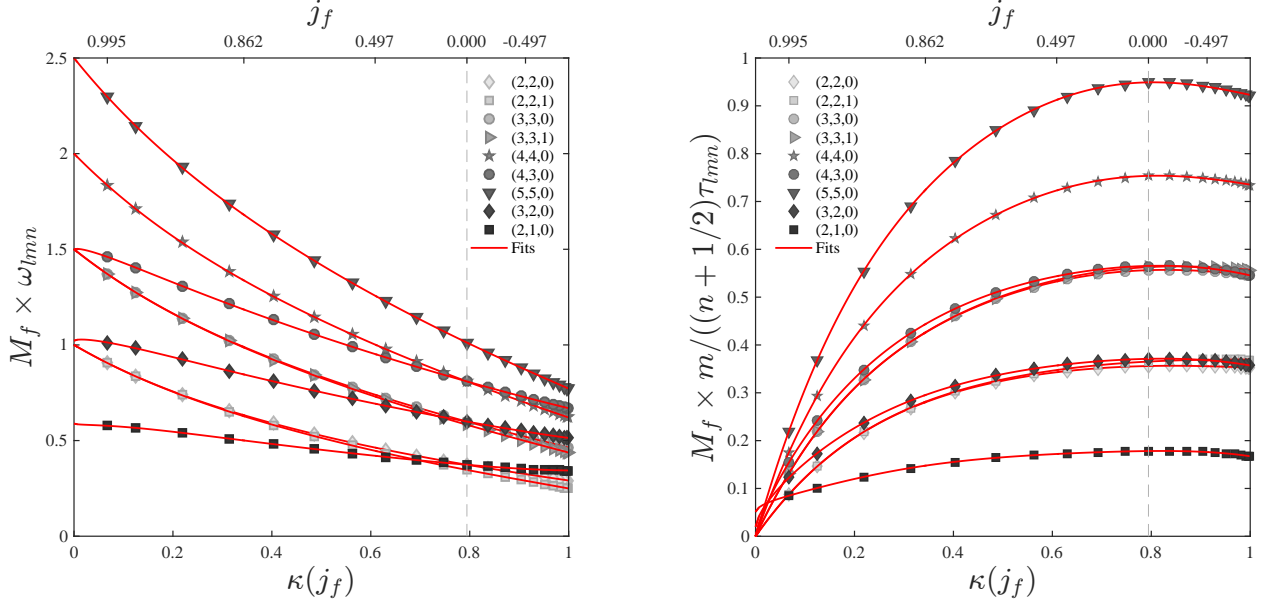 j_f
0.995 0.862 0.497 0.000 -0.497
2.5
2
1.5
1
0.5
0
M_f × ω_{lmn}
(2,2,0)
(2,2,1)
(3,3,0)
(3,3,1)
(4,4,0)
(4,3,0)
(5,5,0)
(3,2,0)
(2,1,0)
Fits
0 0.2 0.4 0.6 0.8 1
κ(j_f)
j_f
0.995 0.862 0.497 0.000 -0.497
1
0.9
0.8
0.7
0.6
0.5
0.4
0.3
0.2
0.1
0
M_f × m/((n + 1/2)τ_{lmn})
(2,2,0)
(2,2,1)
(3,3,0)
(3,3,1)
(4,4,0)
(4,3,0)
(5,5,0)
(3,2,0)
(2,1,0)
Fits
0 0.2 0.4 0.6 0.8 1
κ(j_f)